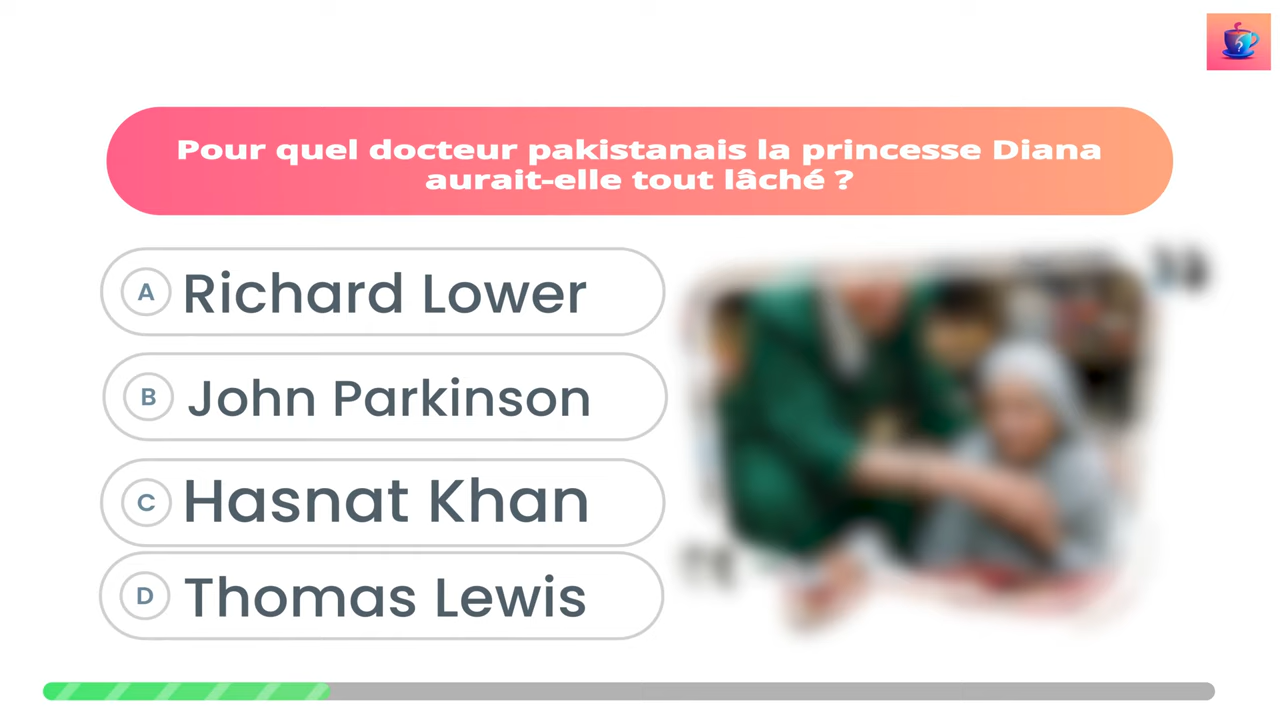 Pour quel docteur pakistanais la princesse Diana
aurait-elle tout lâché ?
A Richard Lower
B John Parkinson
C Hasnat Khan
D Thomas Lewis